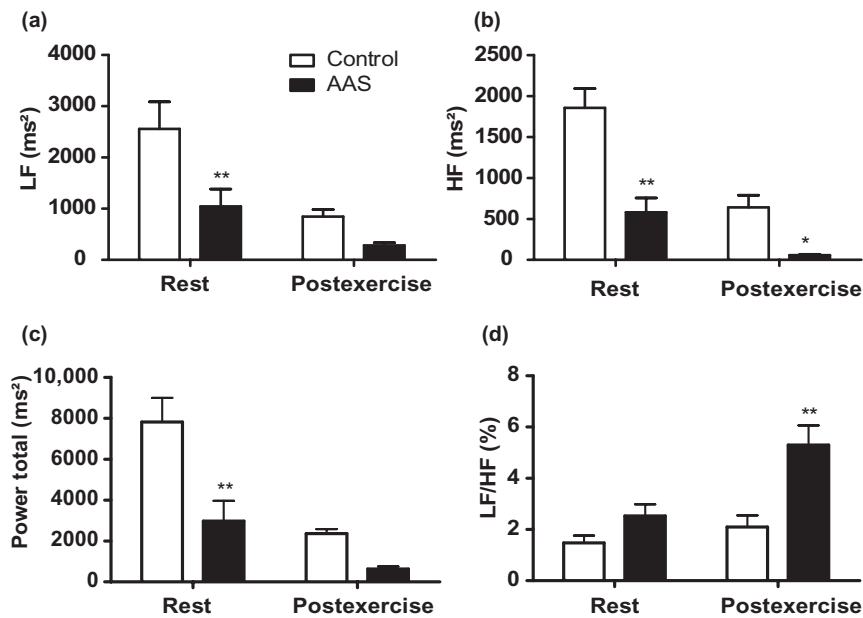 (a)
4000
3000
2000
1000
0
LF (ms²)
Control
AAS
**
Rest
Postexercise
(b)
2500
2000
1500
1000
500
0
HF (ms²)
**
*
Rest
Postexercise
(c)
10,000
8000
6000
4000
2000
0
Power total (ms²)
**
Rest
Postexercise
(d)
8
6
4
2
0
LF/HF (%)
**
Rest
Postexercise